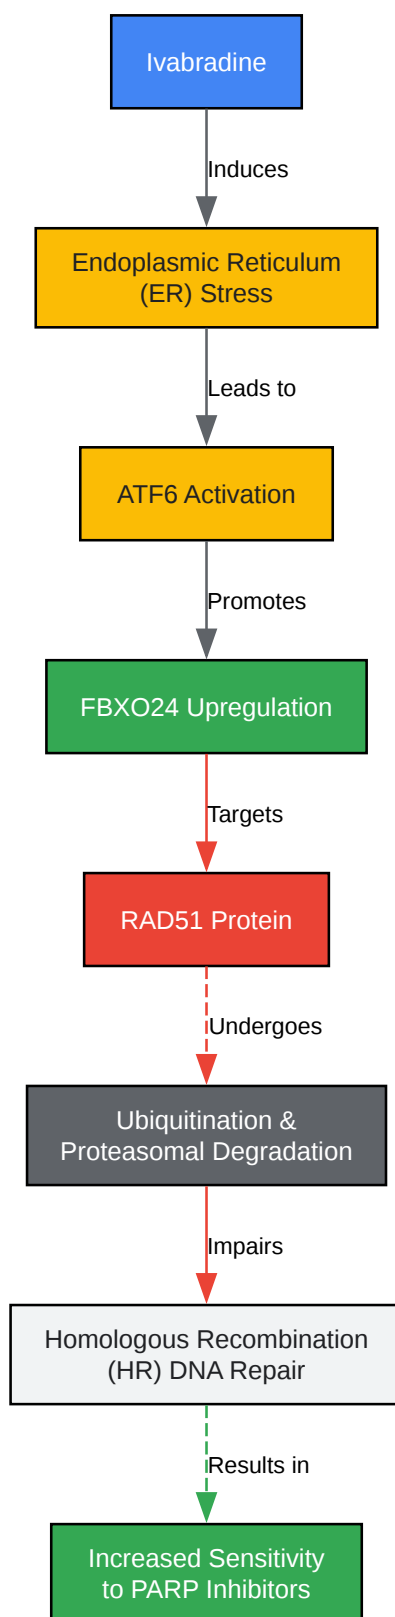 Ivabradine
Induces
Endoplasmic Reticulum
(ER) Stress
Leads to
ATF6 Activation
Promotes
FBXO24 Upregulation
Targets
RAD51 Protein
Undergoes
Ubiquitination &
Proteasomal Degradation
Impairs
Homologous Recombination
(HR) DNA Repair
Results in
Increased Sensitivity
to PARP Inhibitors